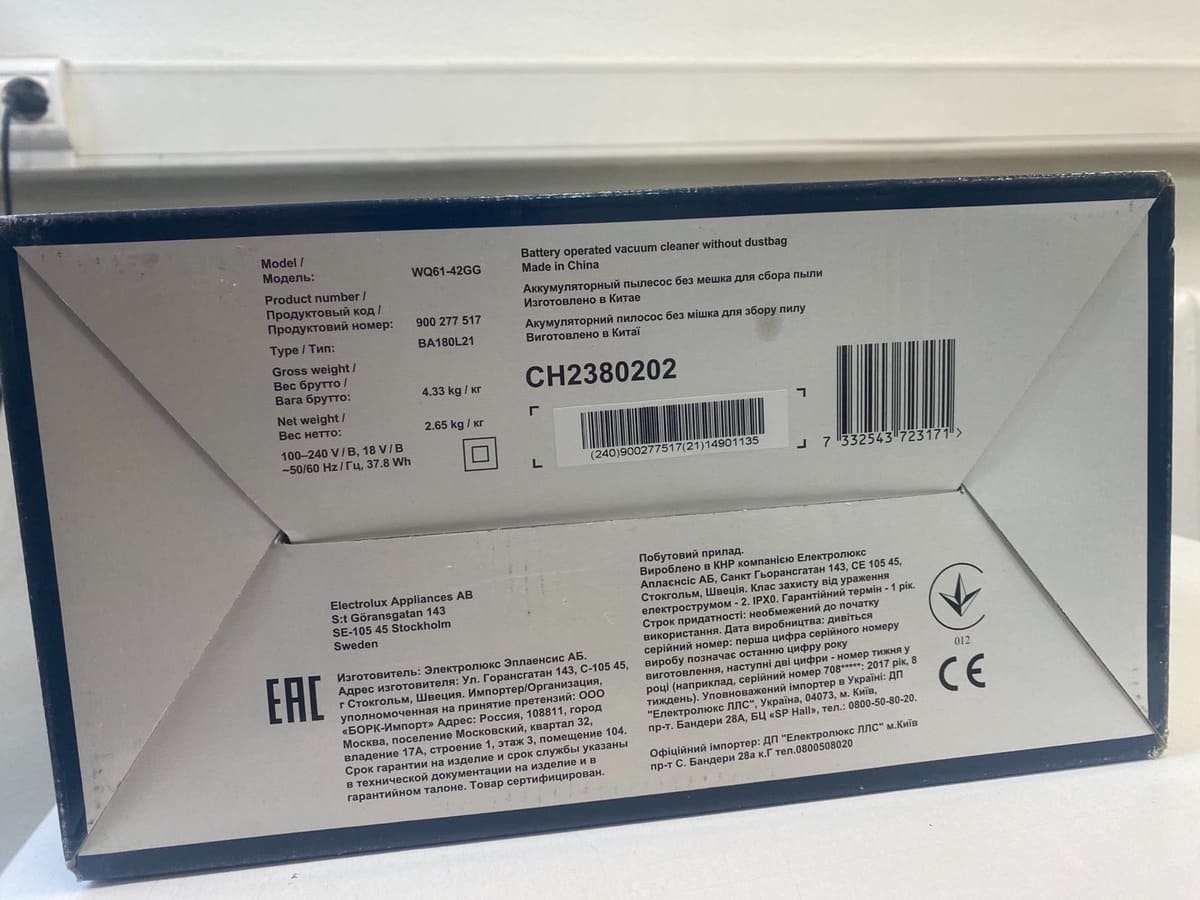 Model /
Модель:
WQ61-42GG
Product number /
Продуктовый код /
Продуктовий номер:
900 277 517
Type / Тип:
BA180L21
Gross weight /
Вес брутто /
Вага брутто:
4.33 kg / кг
Net weight /
Вес нетто:
2.65 kg / кг
100–240 V / В, 18 V / В
~50/60 Hz / Гц, 37.8 Wh
Battery operated vacuum cleaner without dustbag
Made in China
Аккумуляторный пылесос без мешка для сбора пыли
Изготовлено в Китае
Акумуляторний пилосос без мішка для збору пилу
Виготовлено в Китаї
CH2380202
(240)900277517(21)14901135
7 332543 723171 >
Electrolux Appliances AB
S:t Göransgatan 143
SE-105 45 Stockholm
Sweden
EAC
Изготовитель: Электролюкс Эплаенсис АБ.
Адрес изготовителя: Ул. Горансгатан 143, С-105 45,
г Стокгольм, Швеция. Импортер/Организация,
уполномоченная на принятие претензий: ООО
«БОРК-Импорт» Адрес: Россия, 108811, город
Москва, поселение Московский, квартал 32,
владение 17А, строение 1, этаж 3, помещение 104.
Срок гарантии на изделие и срок службы указаны
в технической документации на изделие и в
гарантийном талоне. Товар сертифицирован.
Побутовий прилад.
Вироблено в КНР компанією Електролюкс
Аплаєнсіс АБ, Санкт Гьорансгатан 143, СЕ 105 45,
Стокгольм, Швеція. Клас захисту від ураження
електрострумом - 2. IPX0. Гарантійний термін - 1 рік.
Строк придатності: необмежений до початку
використання. Дата виробництва: дивіться
серійний номер: перша цифра серійного номеру
виробу позначає останню цифру року
виготовлення, наступні дві цифри - номер тижня у
році (наприклад, серійний номер 708*****: 2017 рік, 8
тиждень). Уповноважений імпортер в Україні: ДП
"Електролюкс ЛЛС", Україна, 04073, м. Київ,
пр-т. Бандери 28А, БЦ «SP Hall», тел.: 0800-50-80-20.
Офіційний імпортер: ДП "Електролюкс ЛЛС" м.Київ
пр-т С. Бандери 28а к.Г тел.0800508020
012
CE